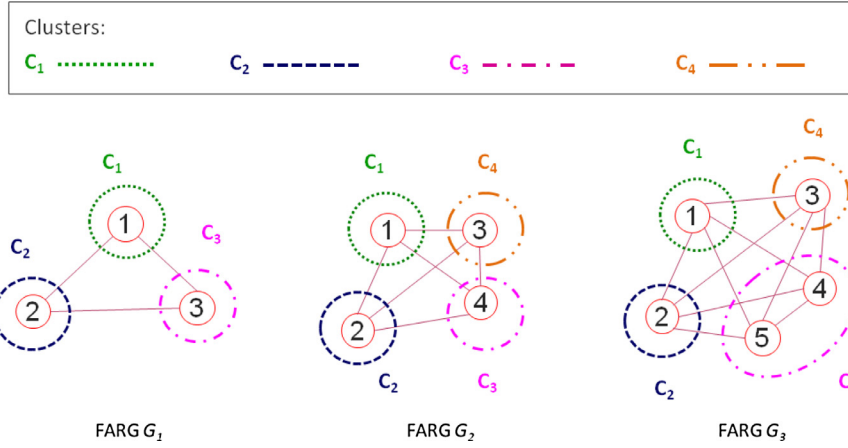 Clusters:
C1 C2 C3 C4
C1 C2 C3 1 2 3
C1 C4 C2 C3 1 2 3 4
C4 C1 C2 C 1 2 3 4 5
FARG G1 FARG G2 FARG G3